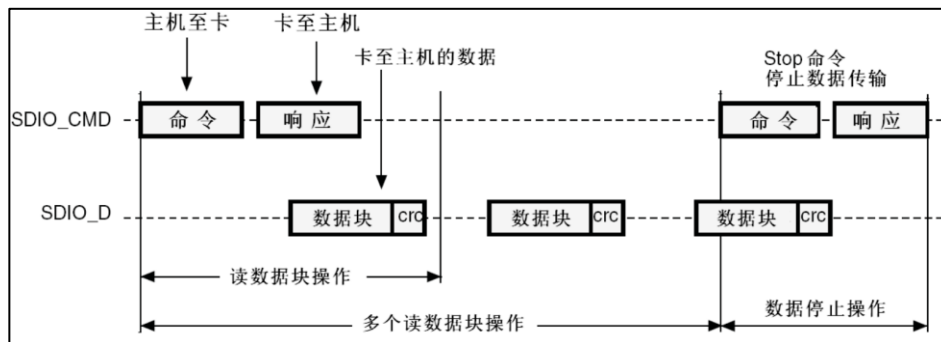 主机至卡
卡至主机
卡至主机的数据
Stop 命令
停止数据传输
SDIO_CMD
命令
响应
命令
响应
SDIO_D
数据块
crc
数据块
crc
数据块
crc
读数据块操作
多个读数据块操作
数据停止操作